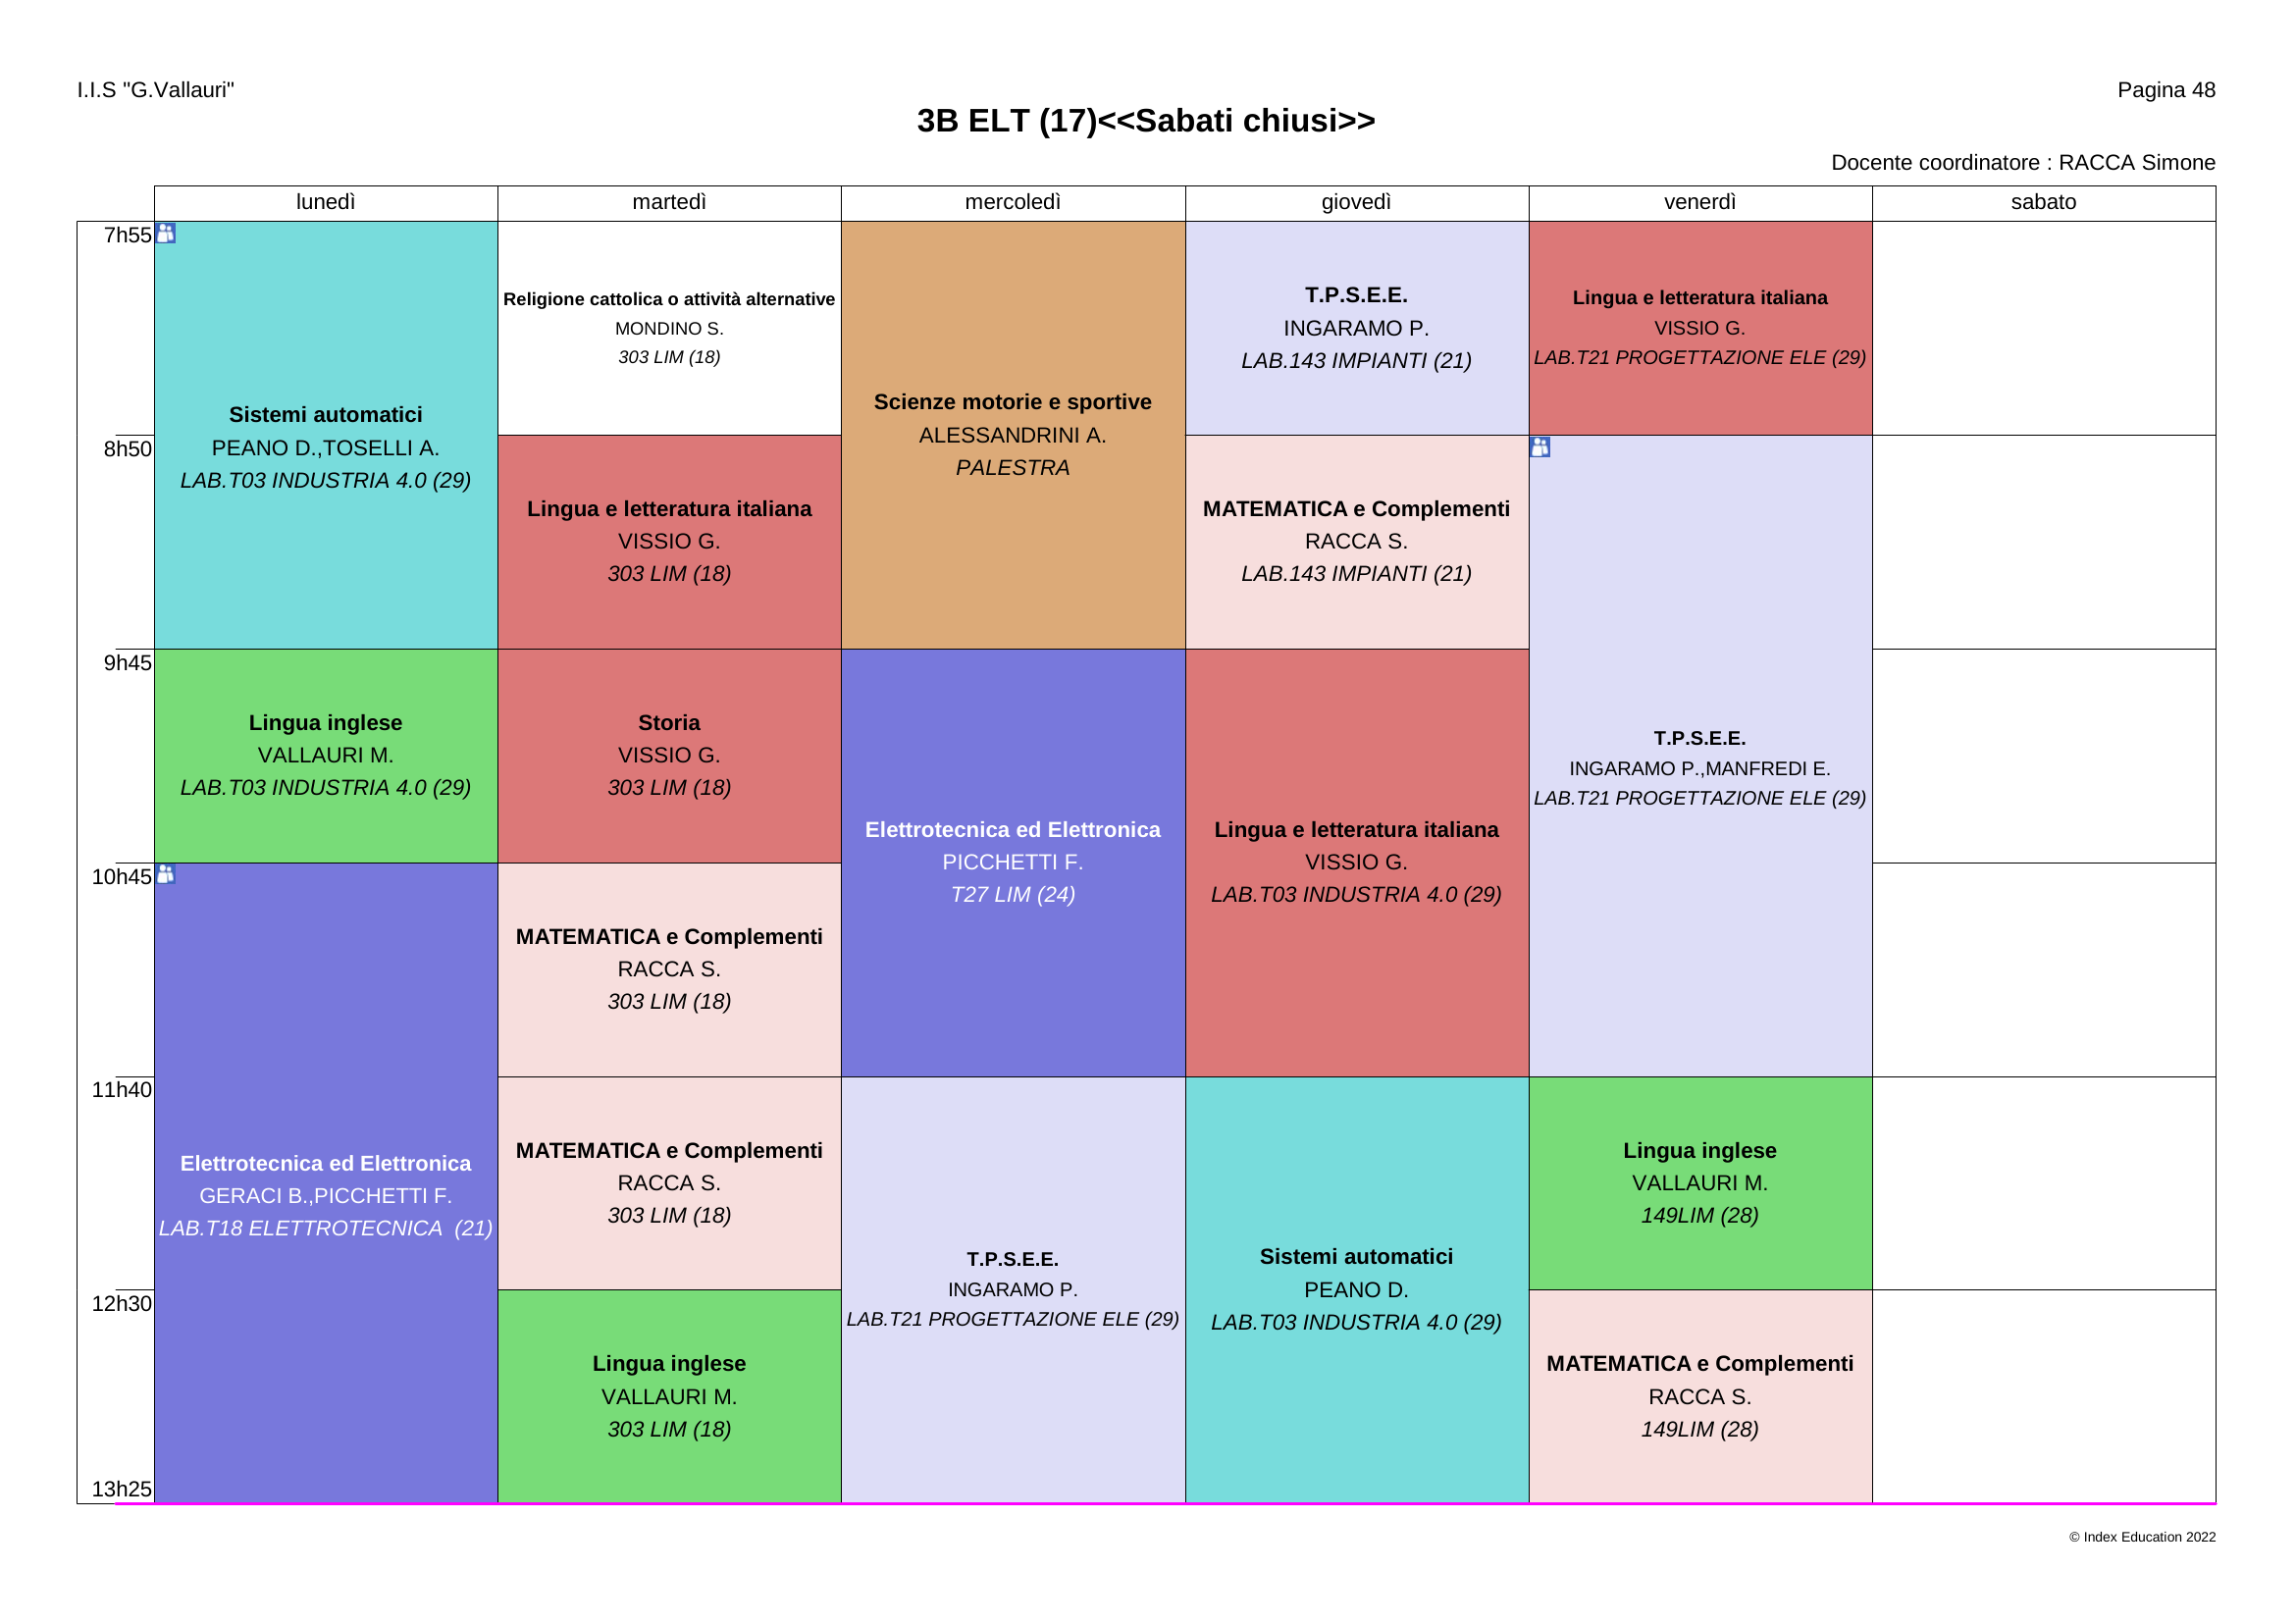 I.I.S "G.Vallauri"
Pagina 48
3B ELT (17)<<Sabati chiusi>>
Docente coordinatore : RACCA Simone
lunedì
martedì
mercoledì
giovedì
venerdì
sabato
7h55
8h50
9h45
10h45
11h40
12h30
13h25
Sistemi automatici
PEANO D.,TOSELLI A.
LAB.T03 INDUSTRIA 4.0 (29)
Lingua inglese
VALLAURI M.
LAB.T03 INDUSTRIA 4.0 (29)
Elettrotecnica ed Elettronica
GERACI B.,PICCHETTI F.
LAB.T18 ELETTROTECNICA  (21)
Religione cattolica o attività alternative
MONDINO S.
303 LIM (18)
Lingua e letteratura italiana
VISSIO G.
303 LIM (18)
Storia
VISSIO G.
303 LIM (18)
MATEMATICA e Complementi
RACCA S.
303 LIM (18)
MATEMATICA e Complementi
RACCA S.
303 LIM (18)
Lingua inglese
VALLAURI M.
303 LIM (18)
Scienze motorie e sportive
ALESSANDRINI A.
PALESTRA
Elettrotecnica ed Elettronica
PICCHETTI F.
T27 LIM (24)
T.P.S.E.E.
INGARAMO P.
LAB.T21 PROGETTAZIONE ELE (29)
T.P.S.E.E.
INGARAMO P.
LAB.143 IMPIANTI (21)
MATEMATICA e Complementi
RACCA S.
LAB.143 IMPIANTI (21)
Lingua e letteratura italiana
VISSIO G.
LAB.T03 INDUSTRIA 4.0 (29)
Sistemi automatici
PEANO D.
LAB.T03 INDUSTRIA 4.0 (29)
Lingua e letteratura italiana
VISSIO G.
LAB.T21 PROGETTAZIONE ELE (29)
T.P.S.E.E.
INGARAMO P.,MANFREDI E.
LAB.T21 PROGETTAZIONE ELE (29)
Lingua inglese
VALLAURI M.
149LIM (28)
MATEMATICA e Complementi
RACCA S.
149LIM (28)
© Index Education 2022